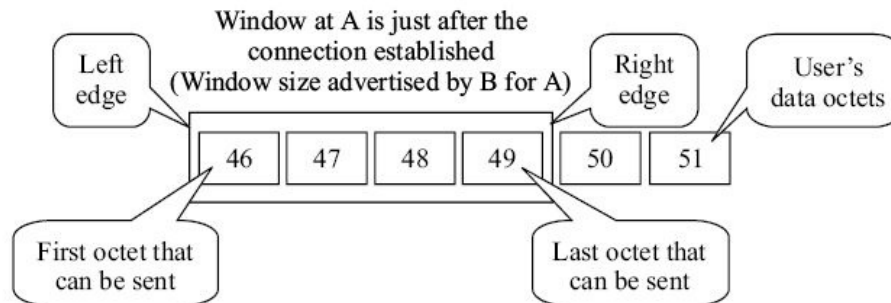 Window at A is just after the
connection established
(Window size advertised by B for A)
Left
edge
Right
edge
User's
data octets
46 47 48 49 50 51
First octet that
can be sent
Last octet that
can be sent